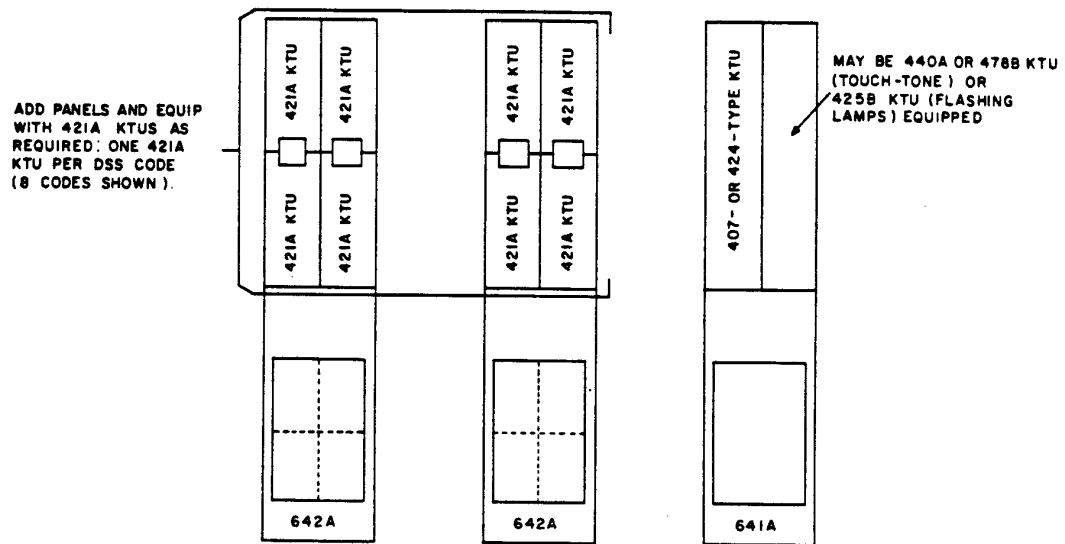 ADD PANELS AND EQUIP
WITH 421A KTUS AS
REQUIRED: ONE 421A
KTU PER DSS CODE
(8 CODES SHOWN).
421A KTU
421A KTU
421A KTU
421A KTU
642A
421A KTU
421A KTU
421A KTU
421A KTU
642A
407- OR 424-TYPE KTU
641A
MAY BE 440A OR 478B KTU
(TOUCH-TONE) OR
425B KTU (FLASHING
LAMPS) EQUIPPED